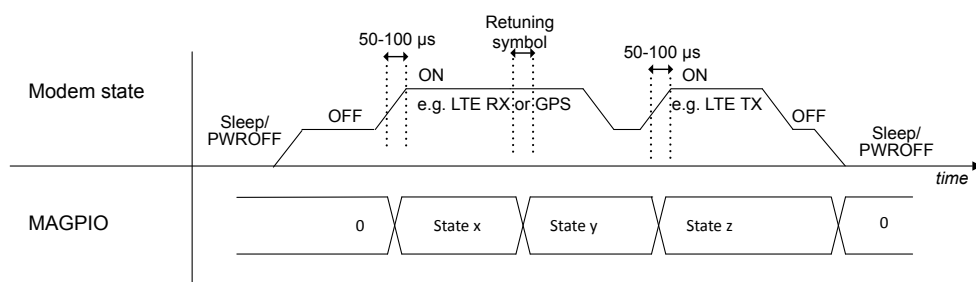 Retuning
symbol
50-100 µs
50-100 µs
ON
ON
Modem state
e.g. LTE RX or GPS
e.g. LTE TX
Sleep/
PWROFF
OFF
OFF
Sleep/
PWROFF
time
MAGPIO
0
State x
State y
State z
0